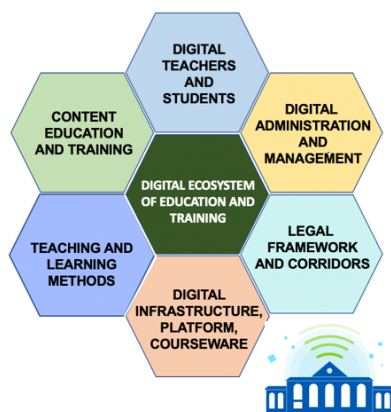 DIGITAL
TEACHERS
AND
STUDENTS
CONTENT
EDUCATION
AND TRAINING
DIGITAL
ADMINISTRATION
AND
MANAGEMENT
DIGITAL ECOSYSTEM
OF EDUCATION AND
TRAINING
TEACHING AND
LEARNING
METHODS
LEGAL
FRAMEWORK
AND CORRIDORS
DIGITAL
INFRASTRUCTURE,
PLATFORM,
COURSEWARE